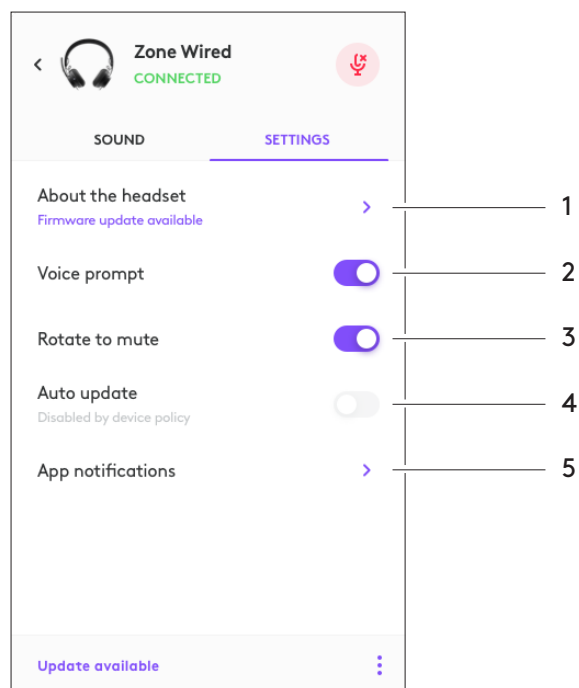 Zone Wired
CONNECTED
SOUND SETTINGS
About the headset
Firmware update available
1
Voice prompt
2
Rotate to mute
3
Auto update
Disabled by device policy
4
App notifications
5
Update available